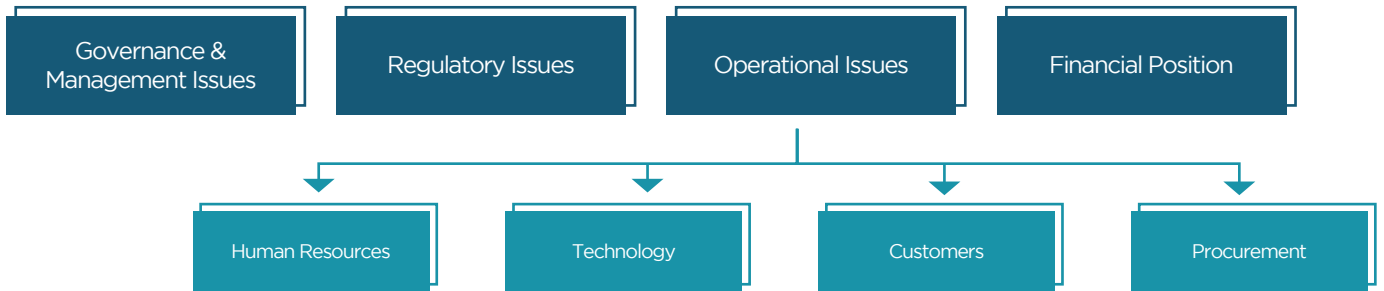 Governance &
Management Issues
Regulatory Issues
Operational Issues
Financial Position
Human Resources
Technology
Customers
Procurement